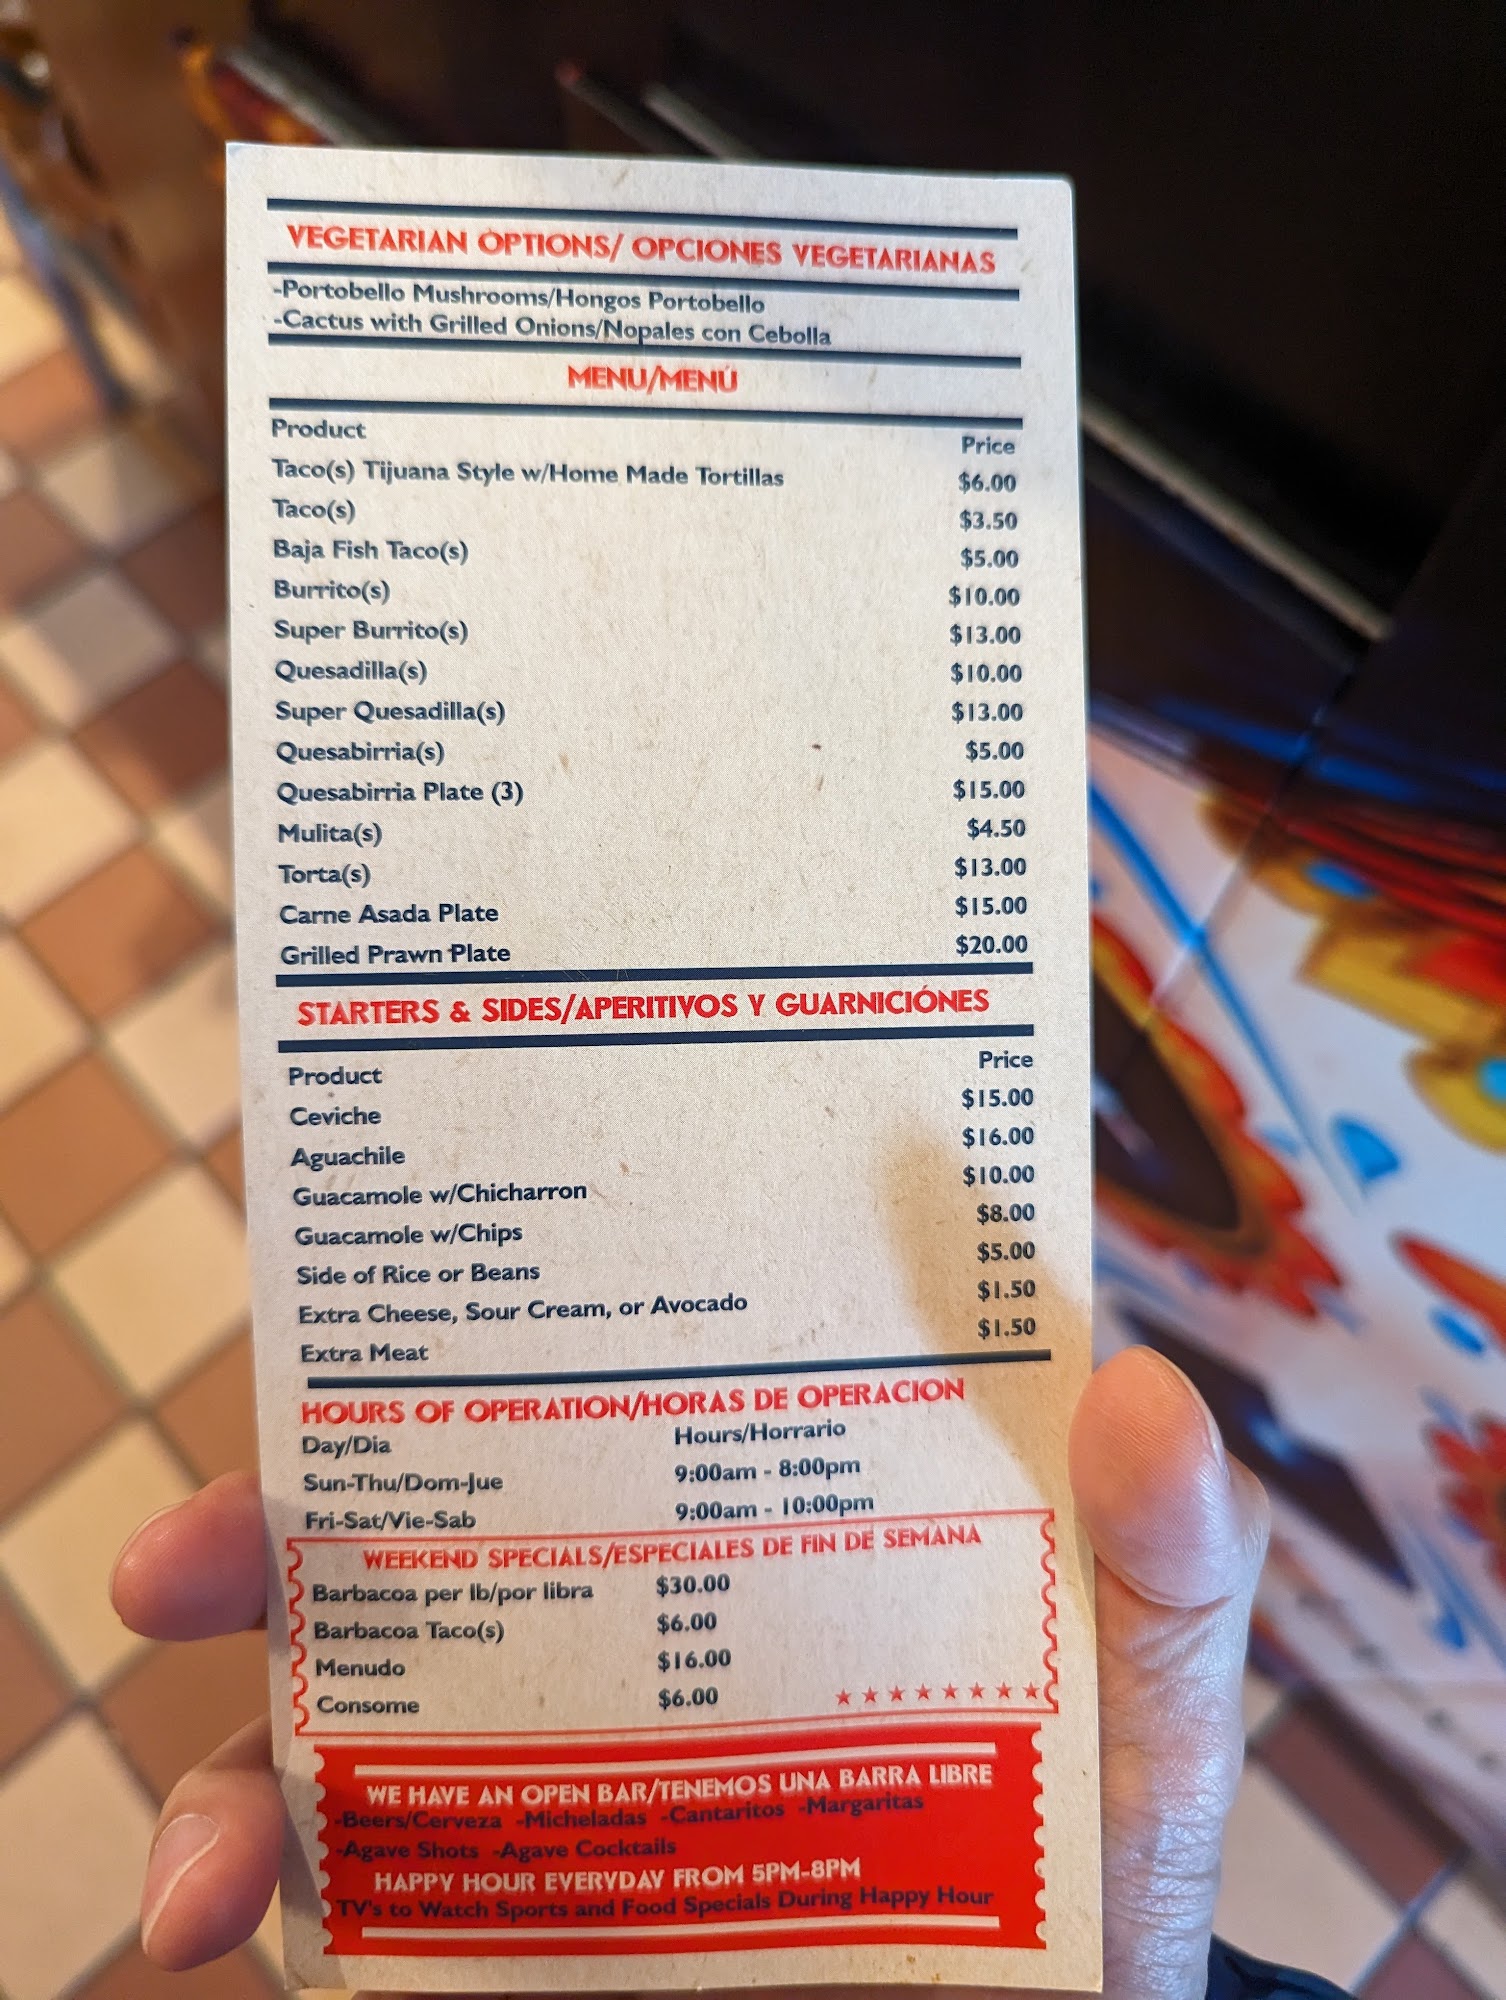 VEGETARIAN OPTIONS/ OPCIONES VEGETARIANAS
-Portobello Mushrooms/Hongos Portobello
-Cactus with Grilled Onions/Nopales con Cebolla
MENU/MENÚ
Product Price
Taco(s) Tijuana Style w/Home Made Tortillas $6.00
Taco(s) $3.50
Baja Fish Taco(s) $5.00
Burrito(s) $10.00
Super Burrito(s) $13.00
Quesadilla(s) $10.00
Super Quesadilla(s) $13.00
Quesabirria(s) $5.00
Quesabirria Plate (3) $15.00
Mulita(s) $4.50
Torta(s) $13.00
Carne Asada Plate $15.00
Grilled Prawn Plate $20.00
STARTERS & SIDES/APERITIVOS Y GUARNICIÓNES
Product Price
Ceviche $15.00
Aguachile $16.00
Guacamole w/Chicharron $10.00
Guacamole w/Chips $8.00
Side of Rice or Beans $5.00
Extra Cheese, Sour Cream, or Avocado $1.50
Extra Meat $1.50
HOURS OF OPERATION/HORAS DE OPERACION
Day/Dia Hours/Horrario
Sun-Thu/Dom-Jue 9:00am - 8:00pm
Fri-Sat/Vie-Sab 9:00am - 10:00pm
WEEKEND SPECIALS/ESPECIALES DE FIN DE SEMANA
Barbacoa per lb/por libra $30.00
Barbacoa Taco(s) $6.00
Menudo $16.00
Consome $6.00
WE HAVE AN OPEN BAR/TENEMOS UNA BARRA LIBRE
-Beers/Cerveza -Micheladas -Cantaritos -Margaritas
-Agave Shots -Agave Cocktails
HAPPY HOUR EVERYDAY FROM 5PM-8PM
TV's to Watch Sports and Food Specials During Happy Hour